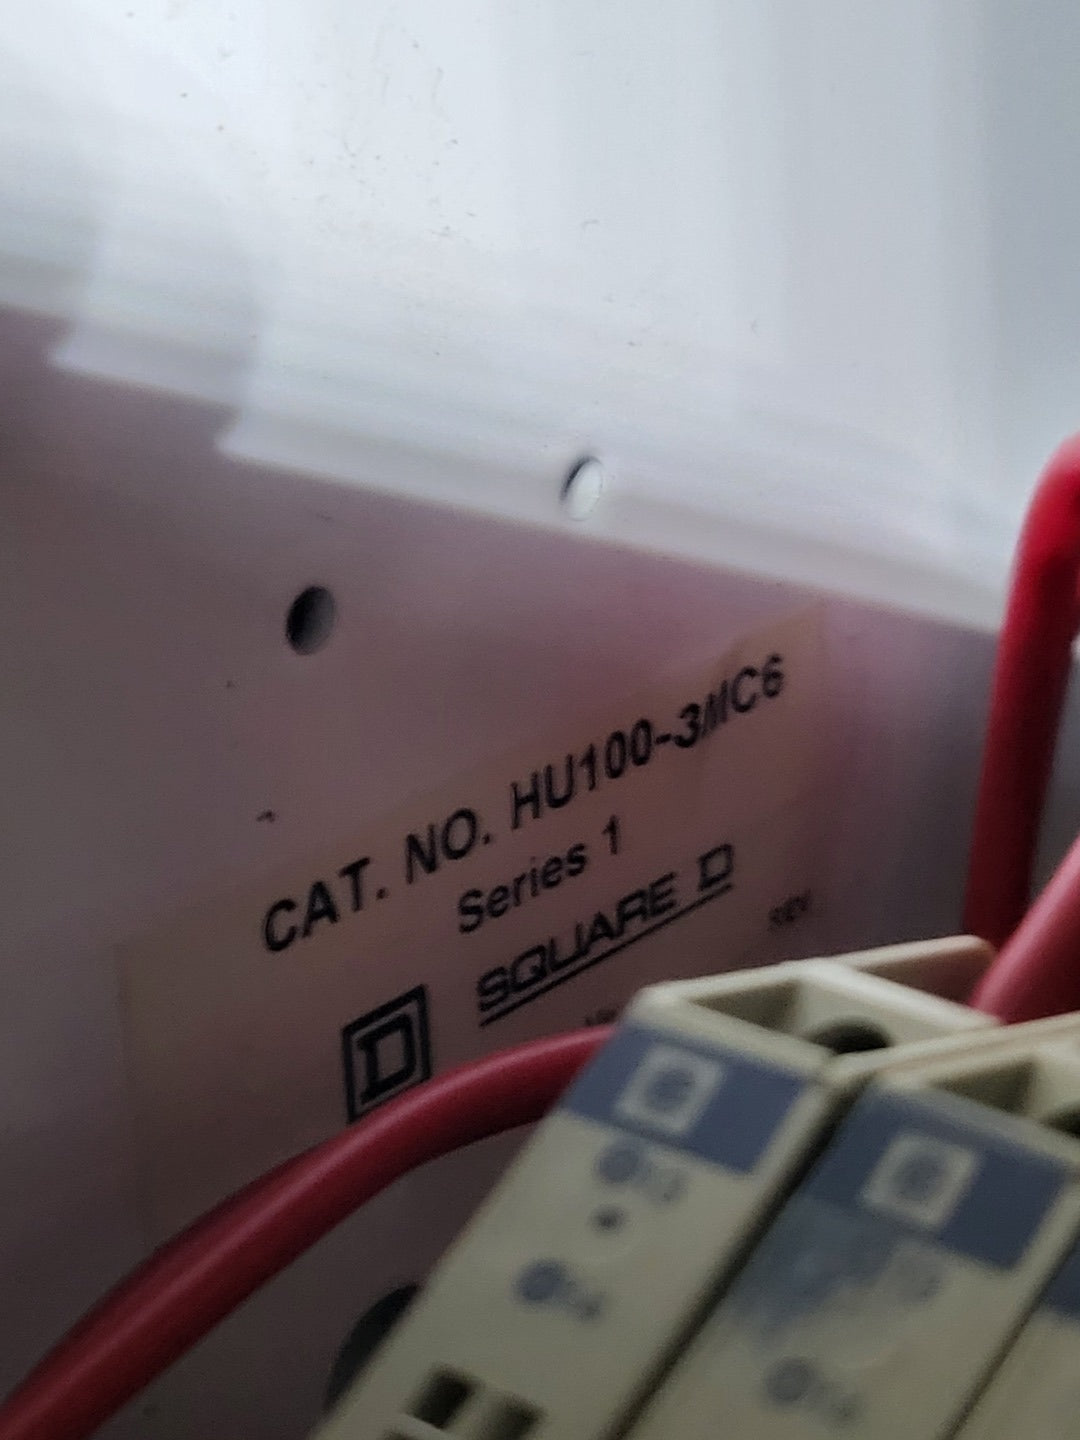 CAT. NO. HU100-3MC6
Series 1
D SQUARE D